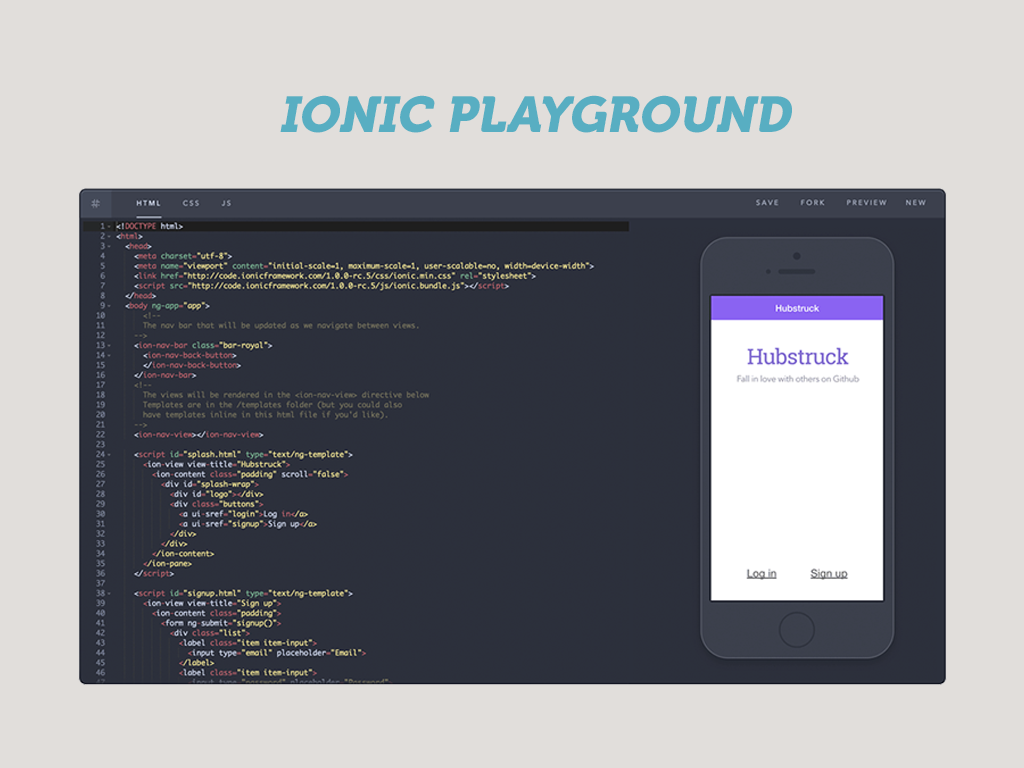 IONIC PLAYGROUND
# HTML CSS JS SAVE FORK PREVIEW NEW
1 <!DOCTYPE html>
2 <html>
3 <head>
4 <meta charset="utf-8">
5 <meta name="viewport" content="initial-scale=1, maximum-scale=1, user-scalable=no, width=device-width">
6 <link href="http://code.ionicframework.com/1.0.0-rc.5/css/ionic.min.css" rel="stylesheet">
7 <script src="http://code.ionicframework.com/1.0.0-rc.5/js/ionic.bundle.js"></script>
8 </head>
9 <body ng-app="app">
10 <!--
11 The nav bar that will be updated as we navigate between views.
12 -->
13 <ion-nav-bar class="bar-royal">
14 <ion-nav-back-button>
15 </ion-nav-back-button>
16 </ion-nav-bar>
17 <!--
18 The views will be rendered in the <ion-nav-view> directive below
19 Templates are in the /templates folder (but you could also
20 have templates inline in this html file if you'd like).
21 -->
22 <ion-nav-view></ion-nav-view>
23
24 <script id="splash.html" type="text/ng-template">
25 <ion-view view-title="Hubstruck">
26 <ion-content class="padding" scroll="false">
27 <div id="splash-wrap">
28 <div id="logo"></div>
29 <div class="buttons">
30 <a ui-sref="login">Log in</a>
31 <a ui-sref="signup">Sign up</a>
32 </div>
33 </div>
34 </ion-content>
35 </ion-pane>
36 </script>
37
38 <script id="signup.html" type="text/ng-template">
39 <ion-view view-title="Sign up">
40 <ion-content class="padding">
41 <form ng-submit="signup()">
42 <div class="list">
43 <label class="item item-input">
44 <input type="email" placeholder="Email">
45 </label>
46 <label class="item item-input">
47 <input type="password" placeholder="Password"
Hubstruck
Hubstruck
Fall in love with others on Github
Log in Sign up